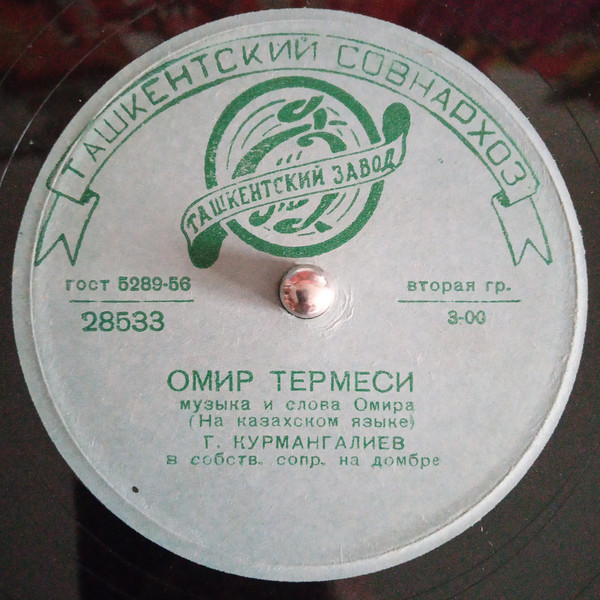 ТАШКЕНТСКИЙ СОВНАРХОЗ
ТАШКЕНТСКИЙ ЗАВОД
гост 5289-56
28533
вторая гр.
3-00
ОМИР ТЕРМЕСИ
музыка и слова Омира
(На казахском языке)
Г. КУРМАНГАЛИЕВ
в собств. сопр. на домбре